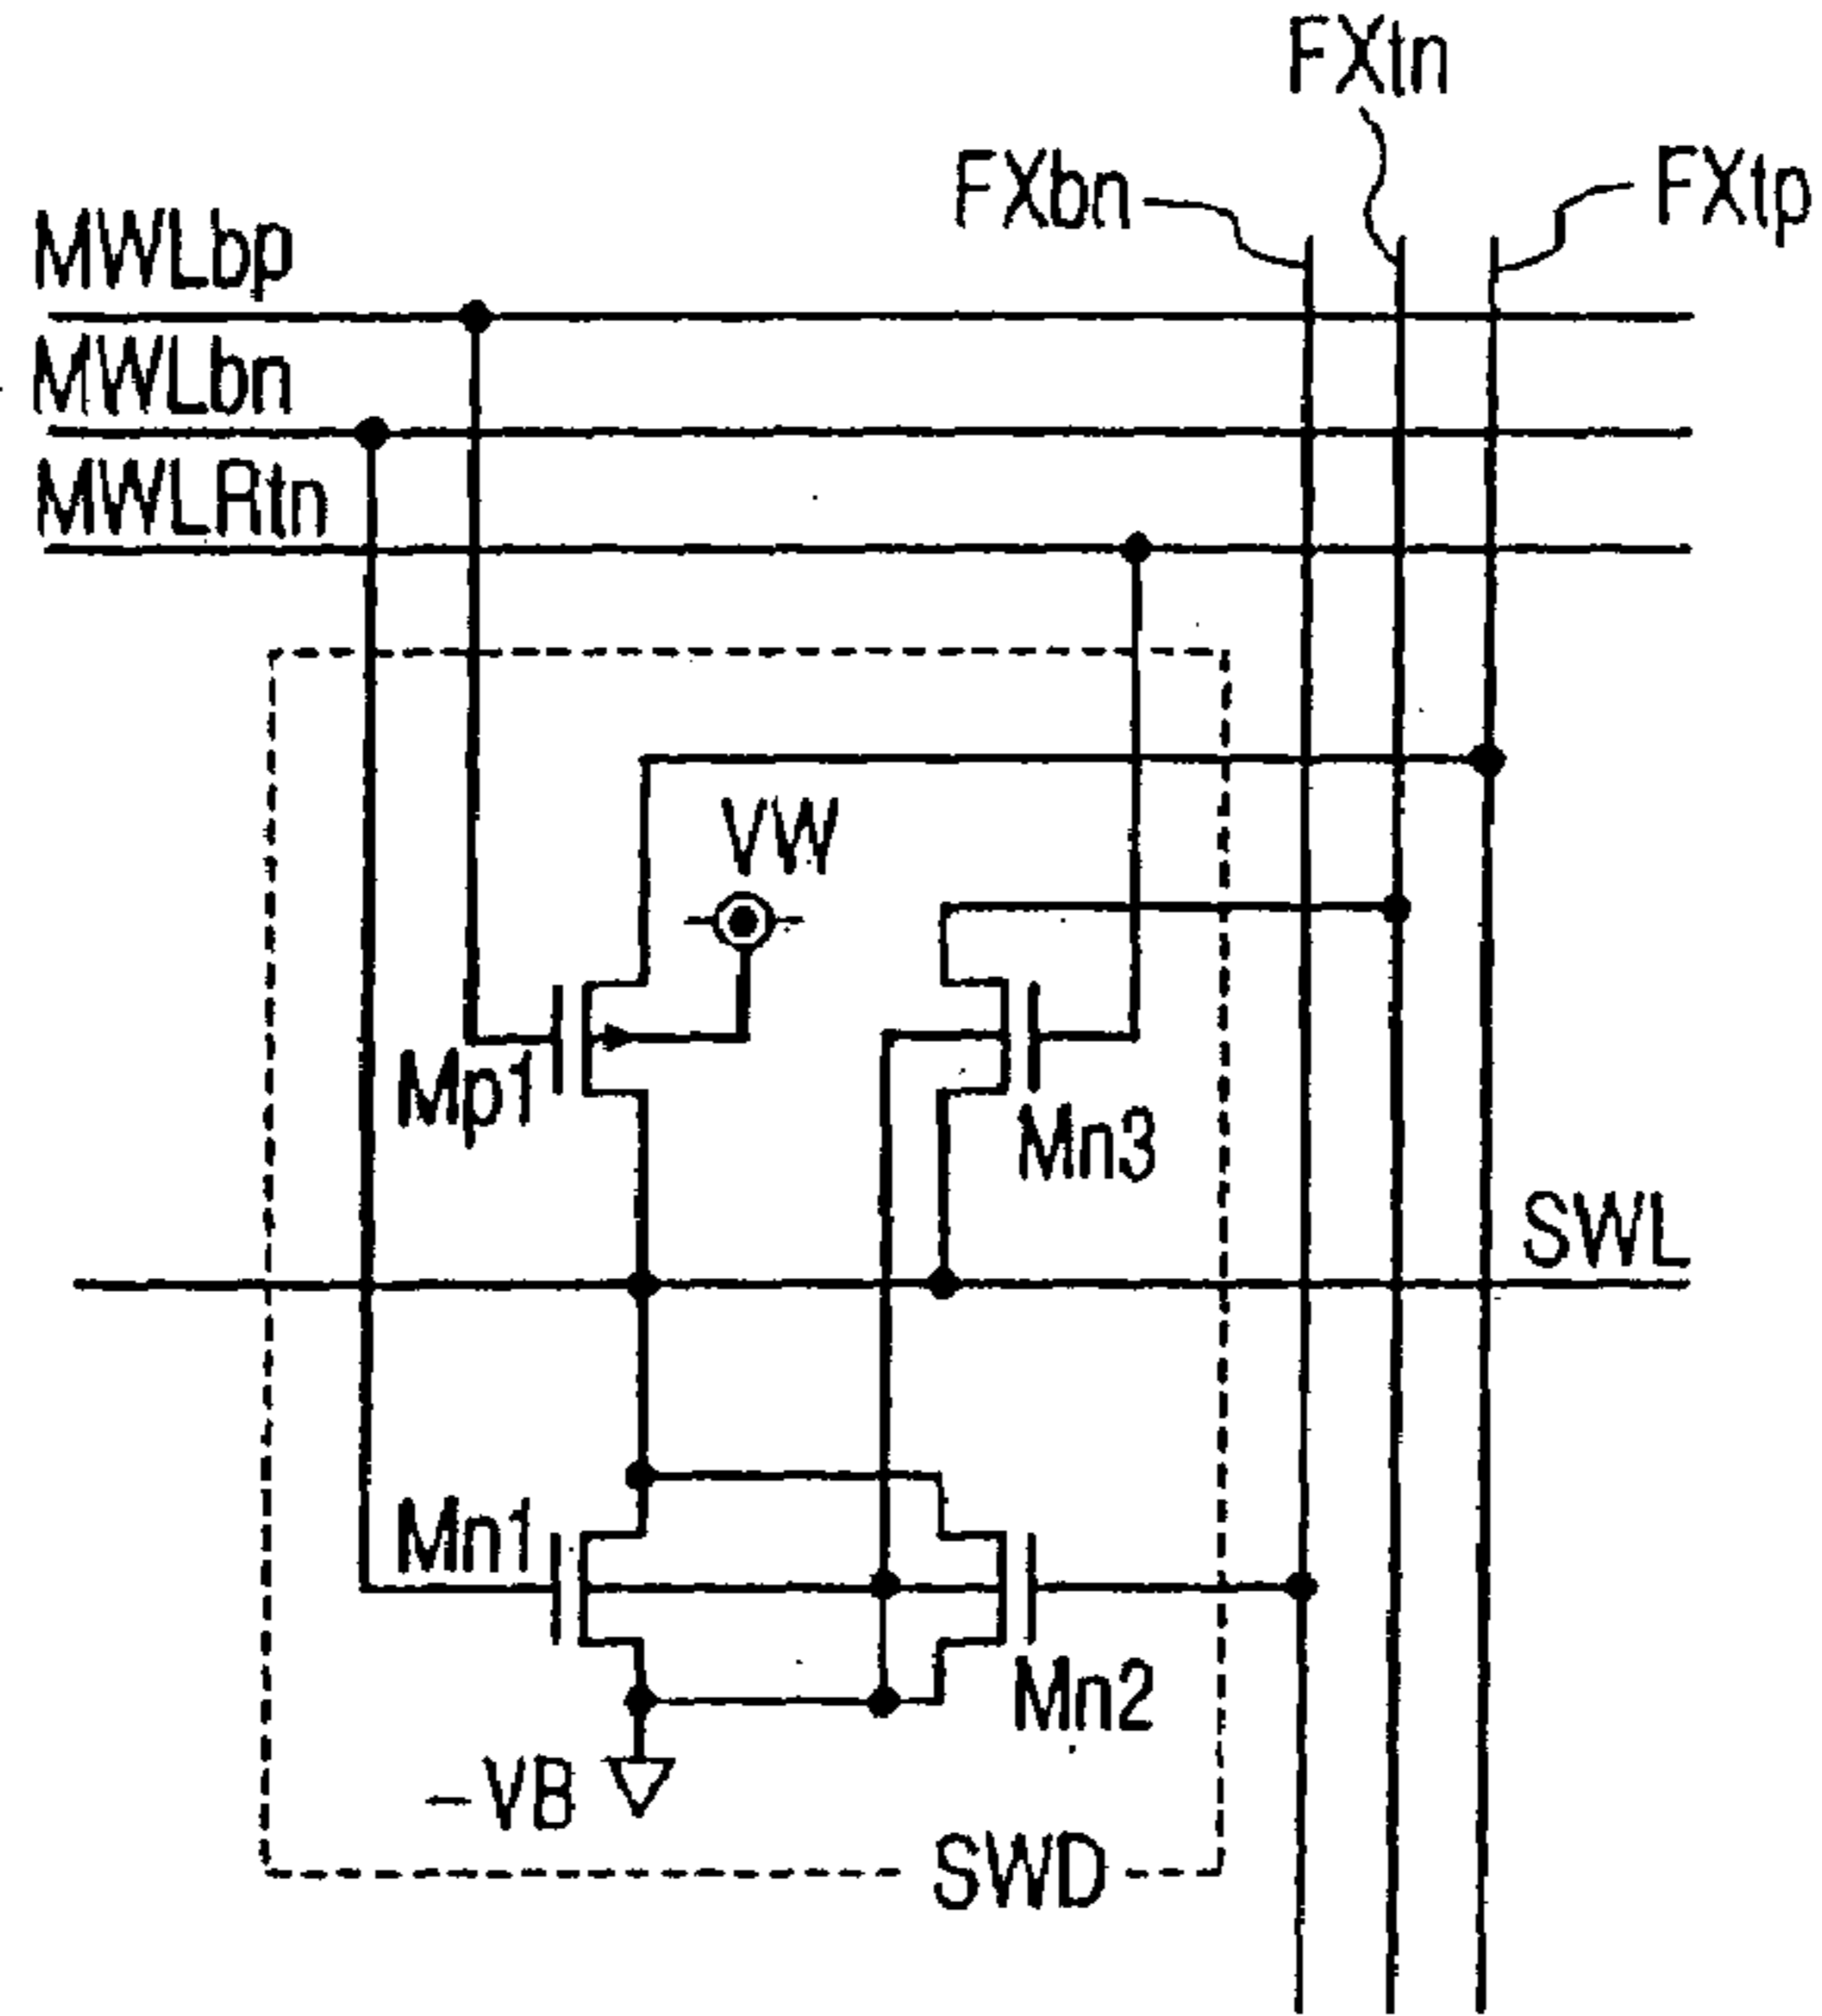 FXtn
FXbn
FXtp
MWLbp
MWLbn
MWLRtn
VW
Mp1
Mn3
SWL
Mn1
Mn2
-VB
SWD